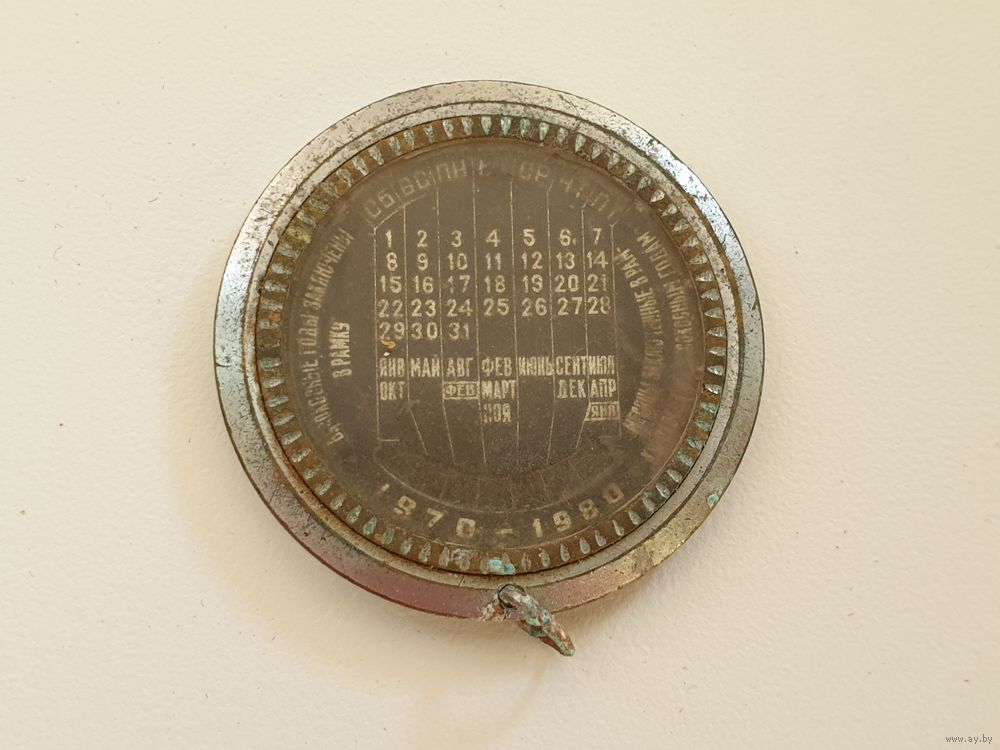 СБ ВС ПН СР ЧТ
1 2 3 4 5 6 7
8 9 10 11 12 13 14
15 16 17 18 19 20 21
22 23 24 25 26 27 28
29 30 31
ЯНВ МАЙ АВГ ФЕВ ИЮНЬ СЕНТ ИЮЛ
ОКТ ФЕВ МАРТ ДЕК АПР
НОЯ ЯНВ
ГОДЫ ЗАКЛЮЧЕНЫ
В РАМКУ
В РАМК
1970-1980
www.ay.by